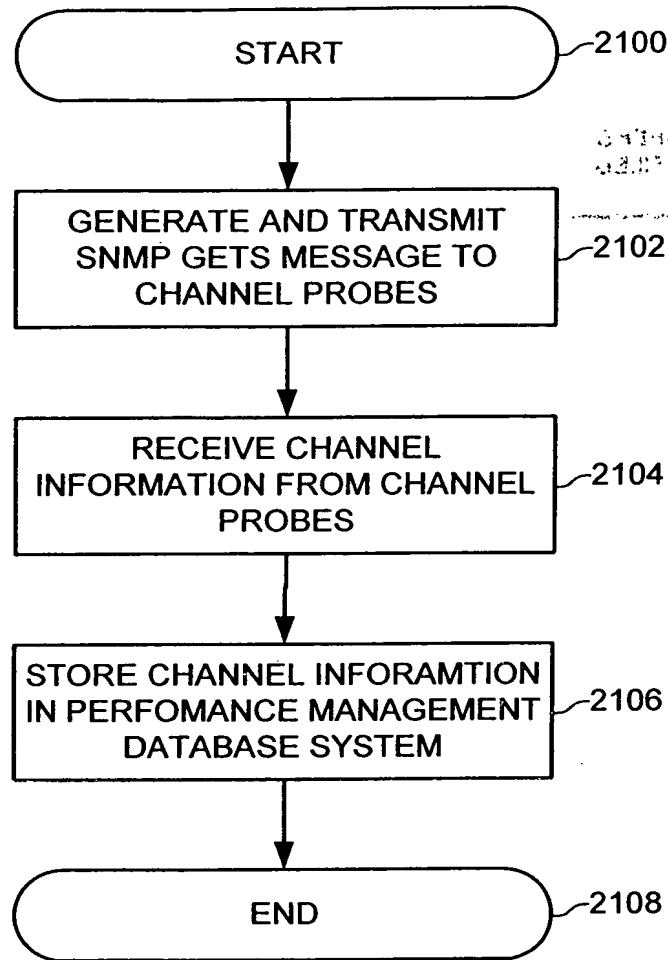 START
2100
GENERATE AND TRANSMIT
SNMP GETS MESSAGE TO
CHANNEL PROBES
2102
RECEIVE CHANNEL
INFORMATION FROM CHANNEL
PROBES
2104
STORE CHANNEL INFORAMTION
IN PERFOMANCE MANAGEMENT
DATABASE SYSTEM
2106
END
2108